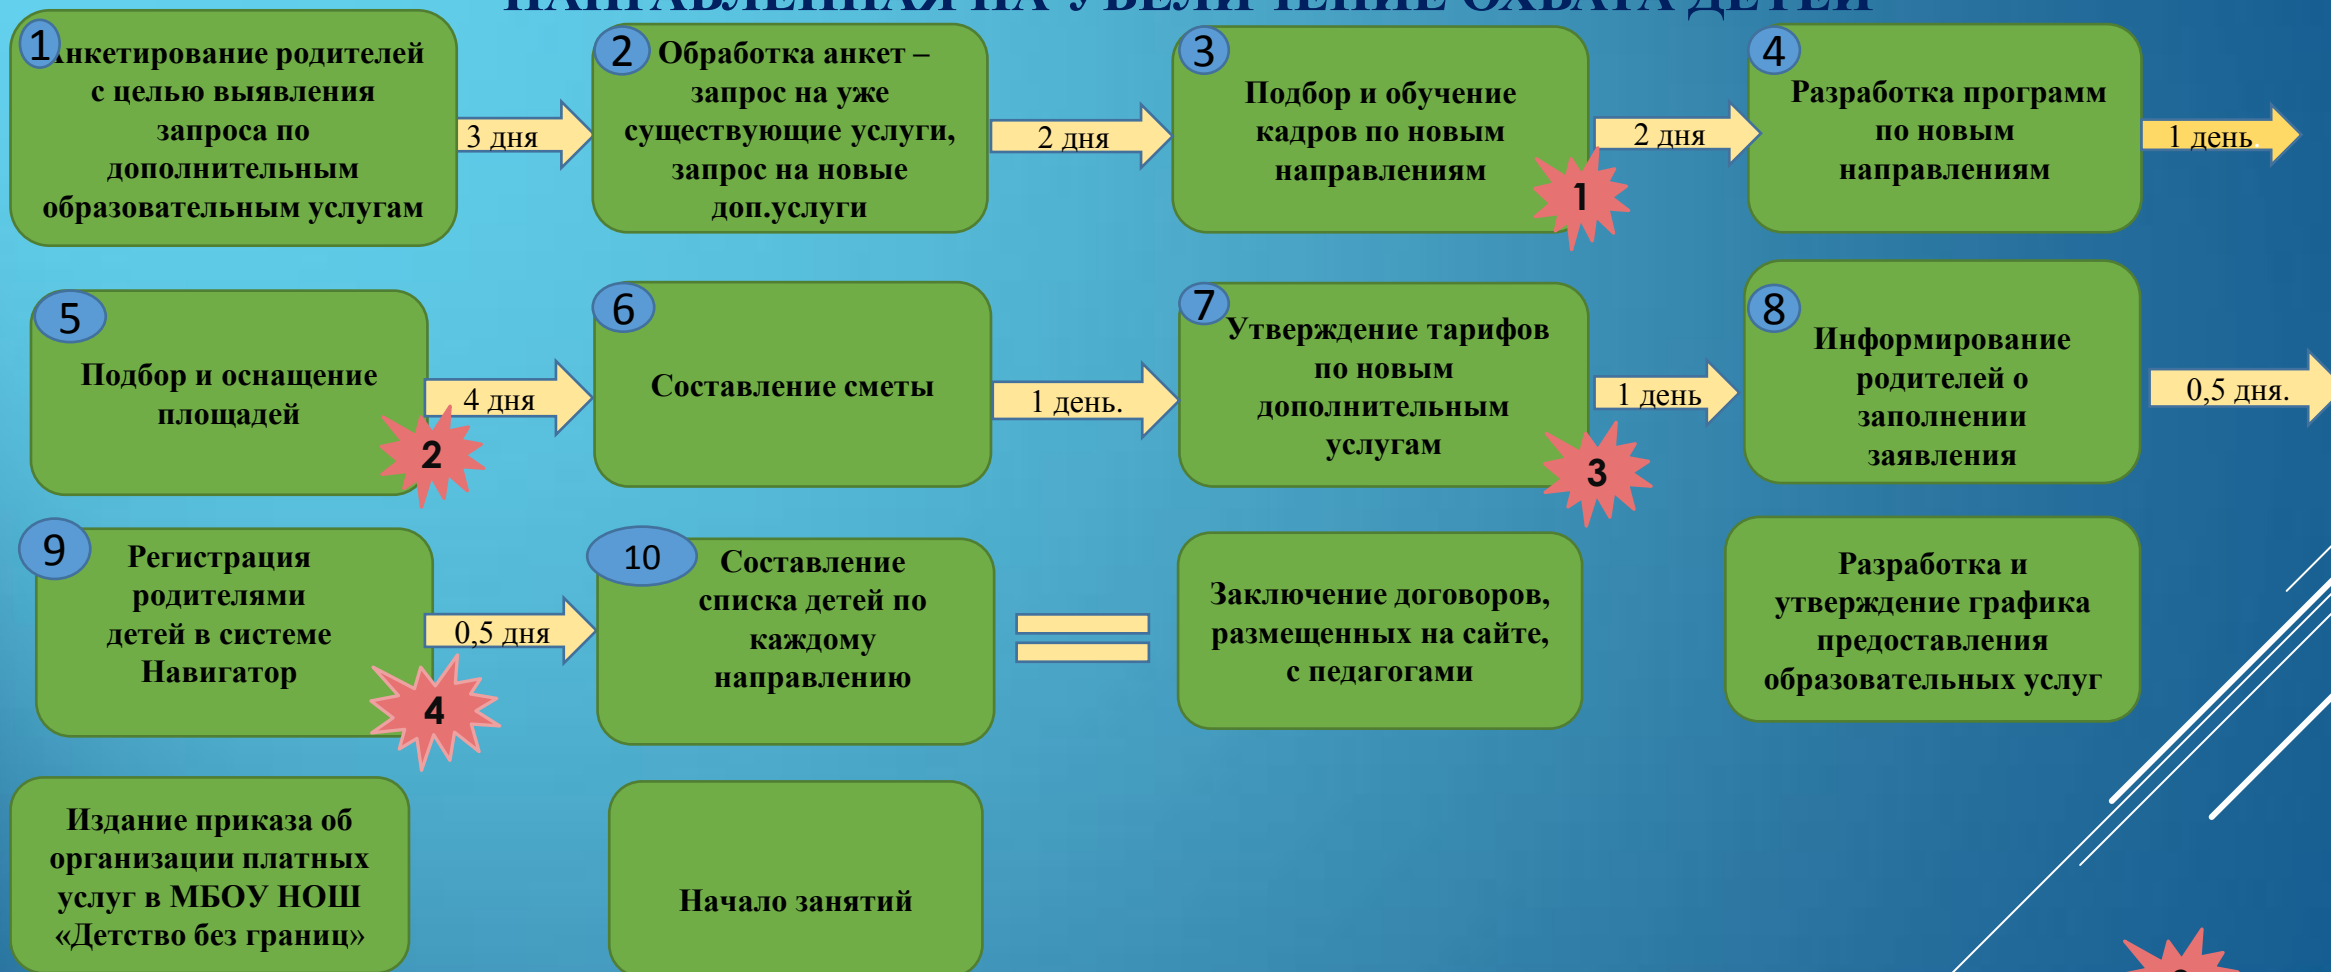 НАПРАВЛЕННАЯ НА УВЕЛИЧЕНИЕ ОХВАТА ДЕТЕЙ
1
Анкетирование родителей
с целью выявления
запроса по
дополнительным
образовательным услугам
3 дня
2
Обработка анкет –
запрос на уже
существующие услуги,
запрос на новые
доп.услуги
2 дня
3
Подбор и обучение
кадров по новым
направлениям
1
2 дня
4
Разработка программ
по новым
направлениям
1 день.
5
Подбор и оснащение
площадей
2
4 дня
6
Составление сметы
1 день.
7
Утверждение тарифов
по новым
дополнительным
услугам
3
1 день
8
Информирование
родителей о
заполнении
заявления
0,5 дня.
9
Регистрация
родителями
детей в системе
Навигатор
4
0,5 дня
10
Составление
списка детей по
каждому
направлению
Заключение договоров,
размещенных на сайте,
с педагогами
Разработка и
утверждение графика
предоставления
образовательных услуг
Издание приказа об
организации платных
услуг в МБОУ НОШ
«Детство без границ»
Начало занятий